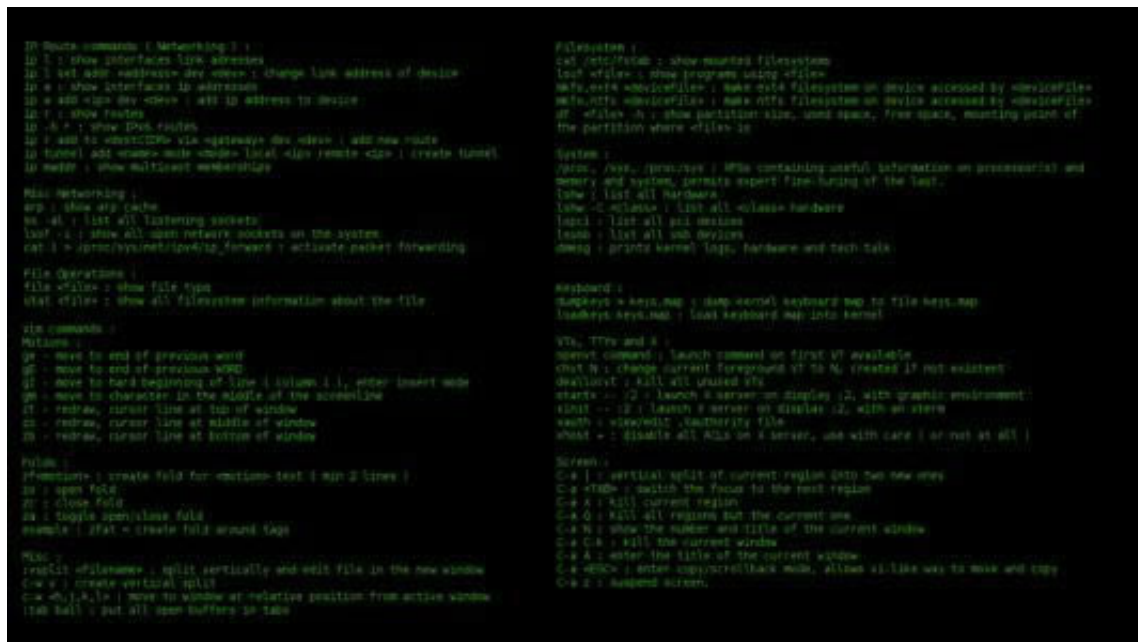 IP Route commands ( Networking ) :
ip l : show interfaces link adresses
ip l set addr <address> dev <dev> : change link address of device
ip a : show interfaces ip addresses
ip a add <ip> dev <dev> : add ip address to device
ip r : show routes
ip -6 r : show IPv6 routes
ip r add to <destCIDR> via <gateway> dev <dev> : add new route
ip tunnel add <name> mode <mode> local <ip> remote <ip> : create tunnel
ip maddr : show multicast memberships
Misc Networking :
arp : show arp cache
ss -al : list all listening sockets
lsof -i : show all open network sockets on the system
cat 1 > /proc/sys/net/ipv4/ip_forward : activate packet forwarding
File Operations :
file <file> : show file type
stat <file> : show all filesystem information about the file
vim commands :
Motions :
ge - move to end of previous word
gE - move to end of previous WORD
gI - move to hard beginning of line ( column 1 ), enter insert mode
gm - move to character in the middle of the screenline
zt - redraw, cursor line at top of window
zz - redraw, cursor line at middle of window
zb - redraw, cursor line at bottom of window
Folds :
zf<motion> : create fold for <motion> text ( min 2 lines )
zo : open fold
zc : close fold
za : toggle open/close fold
example : zfat = create fold around tags
Misc :
:vsplit <filename> : split vertically and edit file in the new window
C-w v : create vertical split
c-w <h,j,k,l> : move to window at relative position from active window
:tab ball : put all open buffers in tabs
Filesystem :
cat /etc/fstab : show mounted filesystems
lsof <file> : show programs using <file>
mkfs.ext4 <deviceFile> : make ext4 filesystem on device accessed by <deviceFile>
mkfs.ntfs <deviceFile> : make ntfs filesystem on device accessed by <deviceFile>
df <file> -h : show partition size, used space, free space, mounting point of
the partition where <file> is
System :
/proc, /sys, /proc/sys : VFSs containing useful information on processor(s) and
memory and system, permits expert fine-tuning of the last.
lshw : list all hardware
lshw -C <class> : list all <class> hardware
lspci : list all pci devices
lsusb : list all usb devices
dmesg : prints kernel logs, hardware and tech talk
Keyboard :
dumpkeys > keys.map : dump kernel keyboard map to file keys.map
loadkeys keys.map : load keyboard map into kernel
VTs, TTYs and X :
openvt command : launch command on first VT available
chvt N : change current foreground VT to N, created if not existent
deallocvt : kill all unused VTs
startx -- :2 : launch X server on display :2, with graphic environment
xinit -- :2 : launch X server on display :2, with an xterm
xauth : view/edit .Xauthority file
xhost + : disable all ACLs on X server, use with care ( or not at all )
Screen :
C-a | : vertical split of current region into two new ones
C-a <TAB> : switch the focus to the next region
C-a X : kill current region
C-a Q : Kill all regions but the current one
C-a N : show the number and title of the current window
C-a C-k : kill the current window
C-a A : enter the title of the current window
C-a <ESC> : enter copy/scrollback mode, allows vi-like way to move and copy
C-a z : suspend screen.